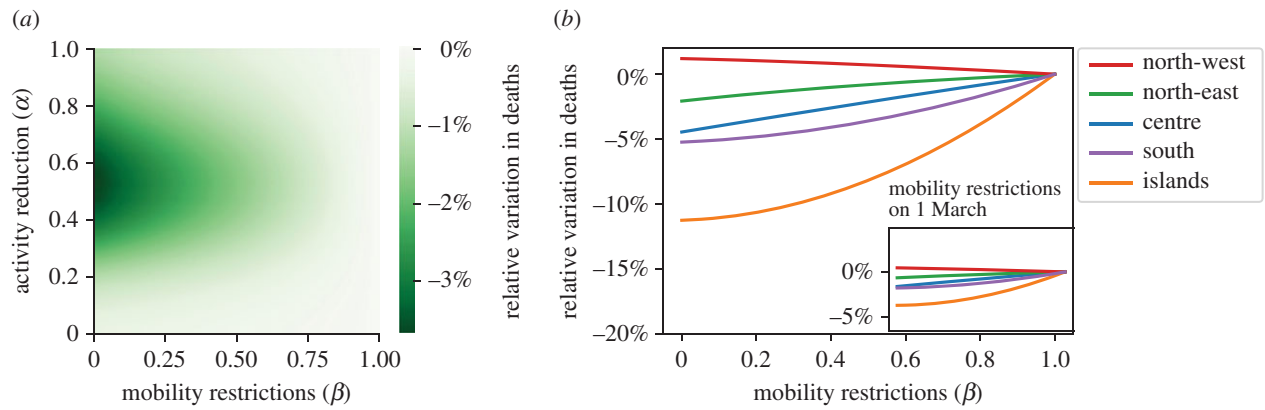 (a)
1.0
0.8
0.6
0.4
0.2
0
activity reduction (α)
0
0.25
0.50
0.75
1.00
mobility restrictions (β)
0%
−1%
−2%
−3%
relative variation in deaths
(b)
relative variation in deaths
0%
−5%
−10%
−15%
−20%
0
0.2
0.4
0.6
0.8
1.0
mobility restrictions (β)
mobility restrictions
on 1 March
0%
−5%
north-west
north-east
centre
south
islands